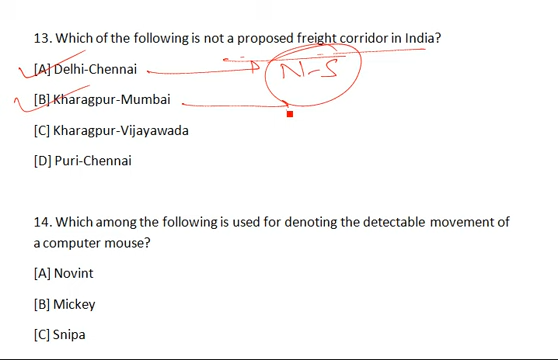 13. Which of the following is not a proposed freight corridor in India?
[A] Delhi-Chennai
N-S
[B] Kharagpur-Mumbai
[C] Kharagpur-Vijayawada
[D] Puri-Chennai
14. Which among the following is used for denoting the detectable movement of
a computer mouse?
[A] Novint
[B] Mickey
[C] Snipa